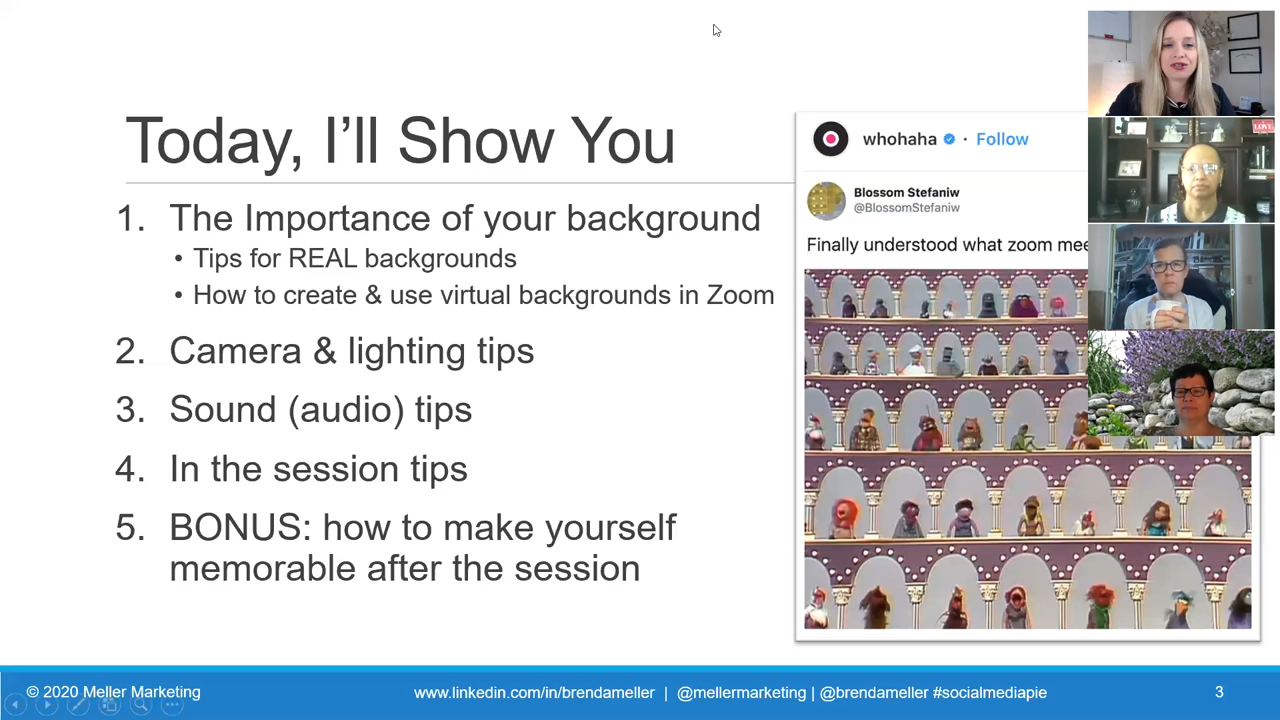 Today, I'll Show You
1. The Importance of your background
• Tips for REAL backgrounds
• How to create & use virtual backgrounds in Zoom
2. Camera & lighting tips
3. Sound (audio) tips
4. In the session tips
5. BONUS: how to make yourself
memorable after the session
whohaha · Follow
Blossom Stefaniw
@BlossomStefaniw
Finally understood what zoom mee
LOVE
© 2020 Meller Marketing
www.linkedin.com/in/brendameller | @mellermarketing | @brendameller #socialmediapie
3